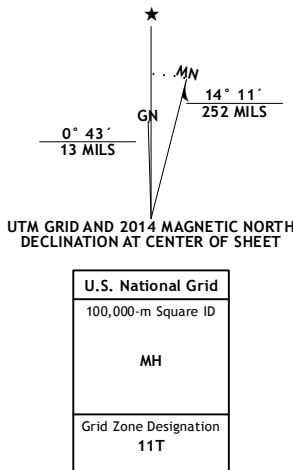 MN
GN
14° 11´
252 MILS
0° 43´
13 MILS
UTM GRID AND 2014 MAGNETIC NORTH
DECLINATION AT CENTER OF SHEET
U.S. National Grid
100,000-m Square ID
MH
Grid Zone Designation
11T